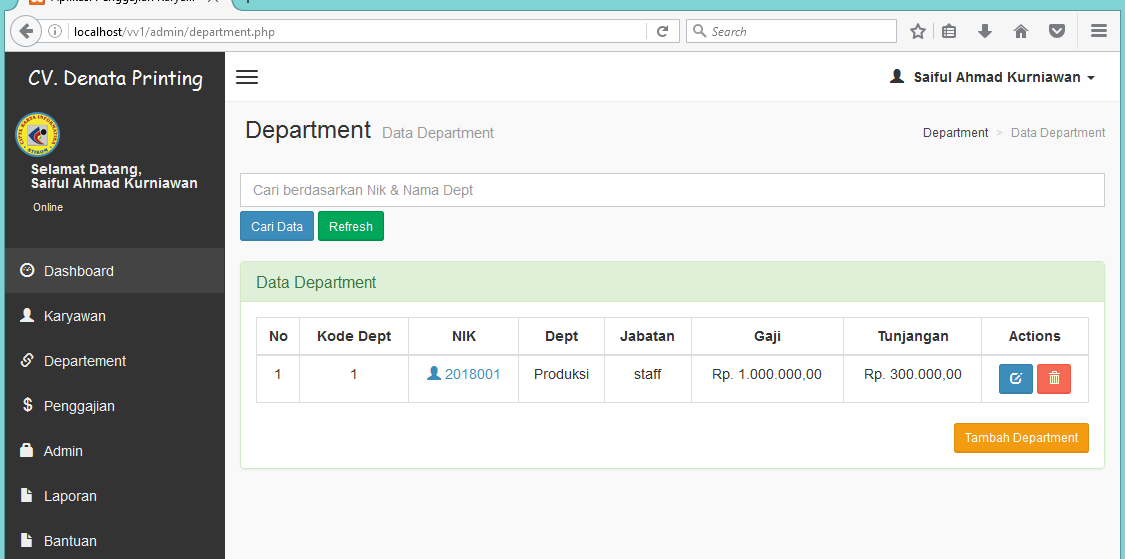 localhost/vv1/admin/department.php
Search
CV. Denata Printing
Saiful Ahmad Kurniawan
Selamat Datang,
Saiful Ahmad Kurniawan
Online
Dashboard
Karyawan
Departement
Penggajian
Admin
Laporan
Bantuan
Department Data Department
Department > Data Department
Cari berdasarkan Nik & Nama Dept
Cari Data Refresh
Data Department
No Kode Dept NIK Dept Jabatan Gaji Tunjangan Actions
1 1 2018001 Produksi staff Rp. 1.000.000,00 Rp. 300.000,00
Tambah Department